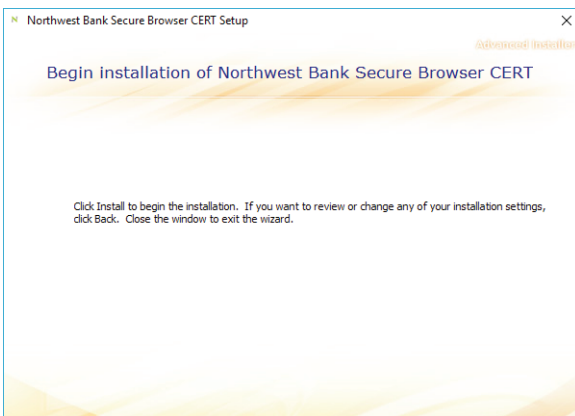 Northwest Bank Secure Browser CERT Setup
Advanced Installer
Begin installation of Northwest Bank Secure Browser CERT
Click Install to begin the installation. If you want to review or change any of your installation settings,
click Back. Close the window to exit the wizard.